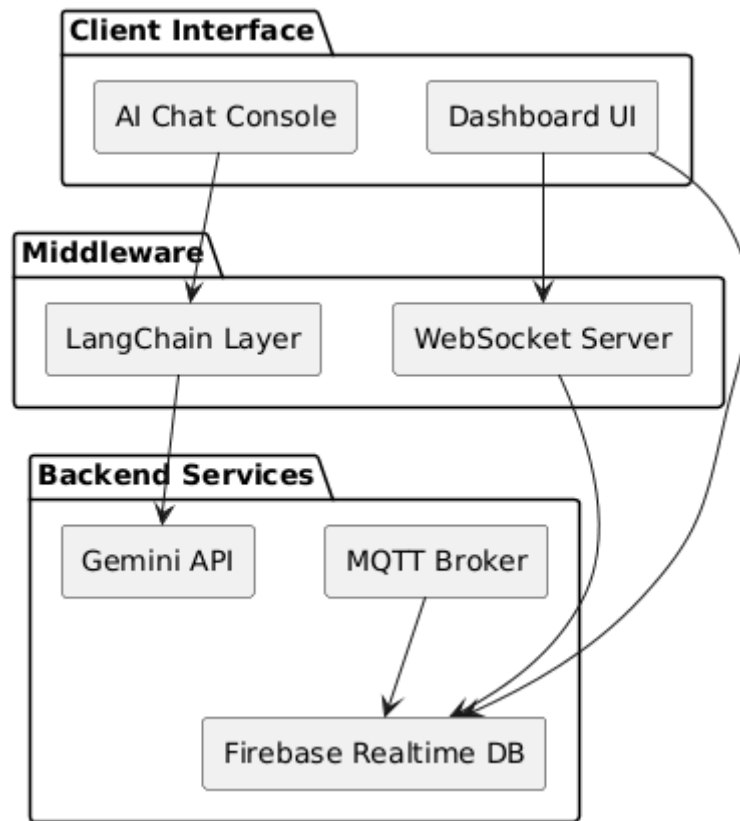 Client Interface
AI Chat Console
Dashboard UI
Middleware
LangChain Layer
WebSocket Server
Backend Services
Gemini API
MQTT Broker
Firebase Realtime DB